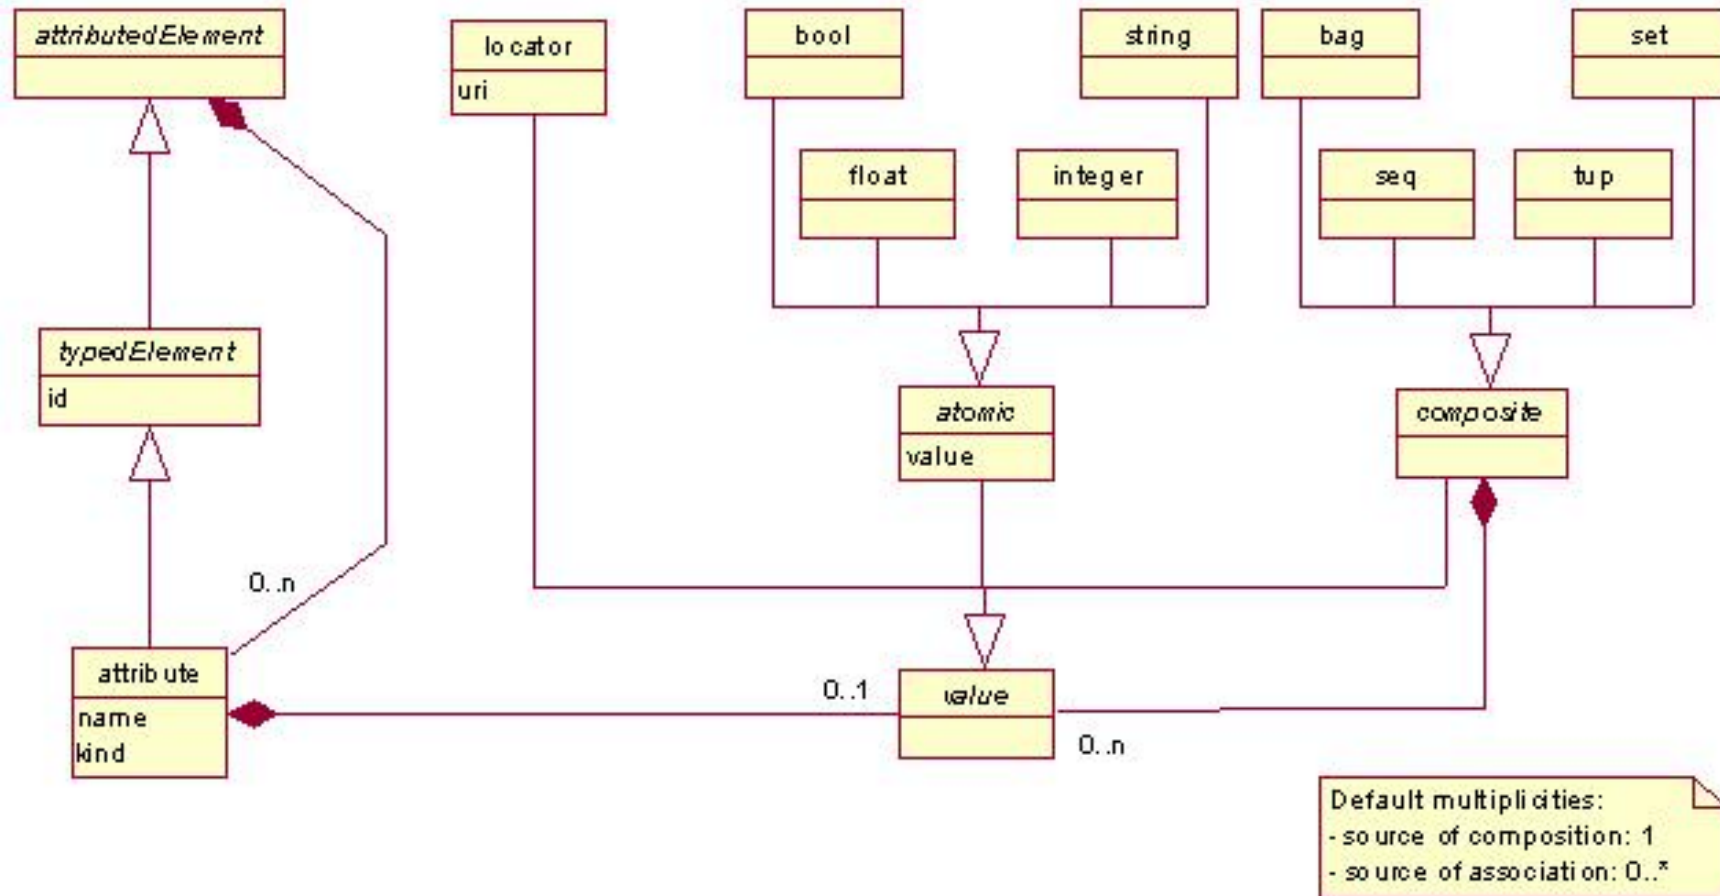 attributedElement
locator
uri
bool
string
bag
set
float
integer
seq
tup
typedElement
id
atomic
value
composite
0..n
attribute
name
kind
0..1
value
0..n
Default multiplicities:
- source of composition: 1
- source of association: 0..*